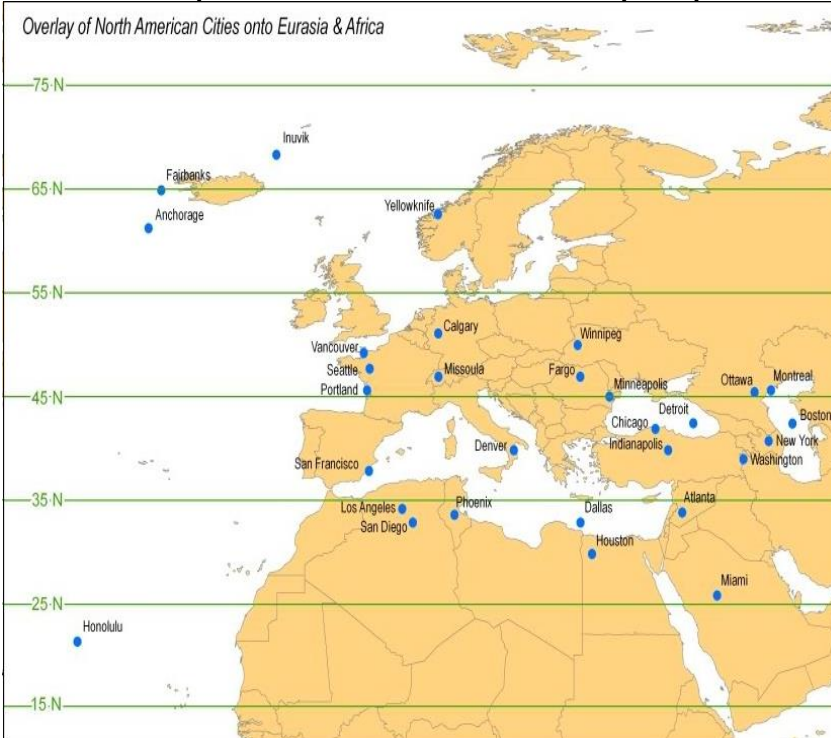 Overlay of North American Cities onto Eurasia & Africa
75·N
Inuvik
Fairbanks
65·N
Yellowknife
Anchorage
55·N
Calgary
Winnipeg
Vancouver
Seattle
Missoula
Fargo
Portland
Minneapolis
Ottawa
Montreal
45·N
Detroit
Boston
Chicago
Denver
Indianapolis
New York
San Francisco
Washington
35·N
Los Angeles
Phoenix
Dallas
Atlanta
San Diego
Houston
Miami
25·N
Honolulu
15·N